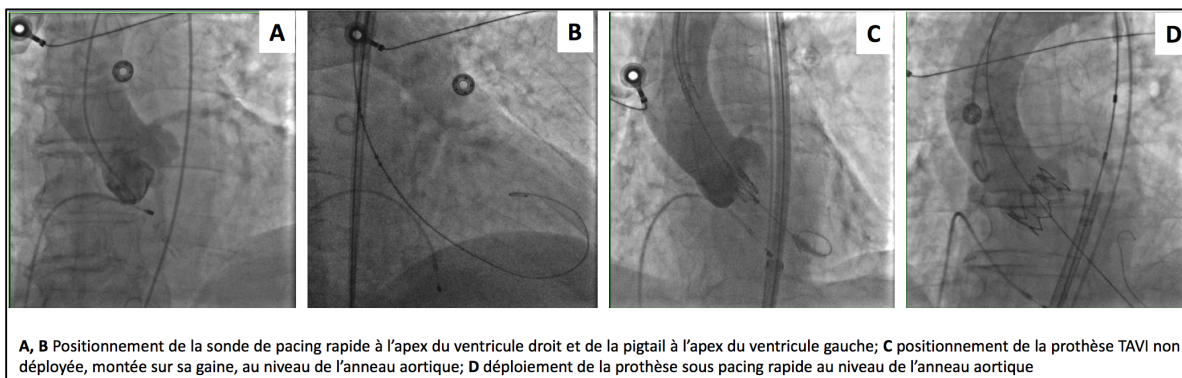 A
B
C
D
A, B Positionnement de la sonde de pacing rapide à l'apex du ventricule droit et de la pigtail à l'apex du ventricule gauche; C positionnement de la prothèse TAVI non
déployée, montée sur sa gaine, au niveau de l'anneau aortique; D déploiement de la prothèse sous pacing rapide au niveau de l'anneau aortique